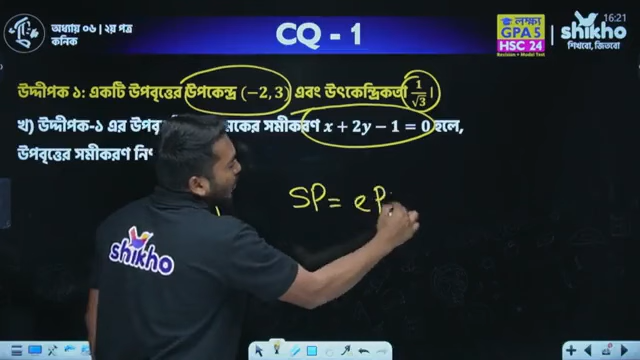 অধ্যায় ০৬ | ২য় পত্র
কনিক
CQ - 1
লক্ষ্য
GPA 5
HSC 24
Revision + Model Test
16:21
shikho
শিখবো, জিতবো
উদ্দীপক ১: একটি উপবৃত্তের উপকেন্দ্র (−2, 3) এবং উৎকেন্দ্রিকতা 1/√3।
খ) উদ্দীপক-১ এর সমীকরণ x + 2y − 1 = 0 হলে,
উপবৃত্তের সমীকরণ
SP = eP
shikho